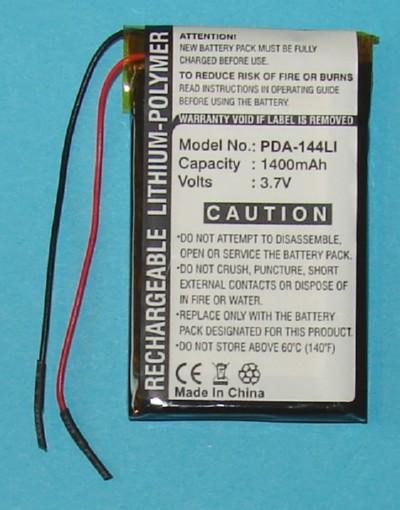 RECHARGEABLE LITHIUM-POLYMER
ATTENTION!
NEW BATTERY PACK MUST BE FULLY
CHARGED BEFORE USE.
TO REDUCE RISK OF FIRE OR BURNS
READ INSTRUCTIONS IN OPERATING GUIDE
BEFORE USING THE BATTERY.
WARRANTY VOID IF LABEL IS REMOVED
Model No.: PDA-144LI
Capacity : 1400mAh
Volts : 3.7V
CAUTION
•DO NOT ATTEMPT TO DISASSEMBLE,
OPEN OR SERVICE THE BATTERY PACK.
•DO NOT CRUSH, PUNCTURE, SHORT
EXTERNAL CONTACTS OR DISPOSE OF
IN FIRE OR WATER.
•REPLACE ONLY WITH THE BATTERY
PACK DESIGNATED FOR THIS PRODUCT.
•DO NOT STORE ABOVE 60°C (140°F)
CE
Made in China